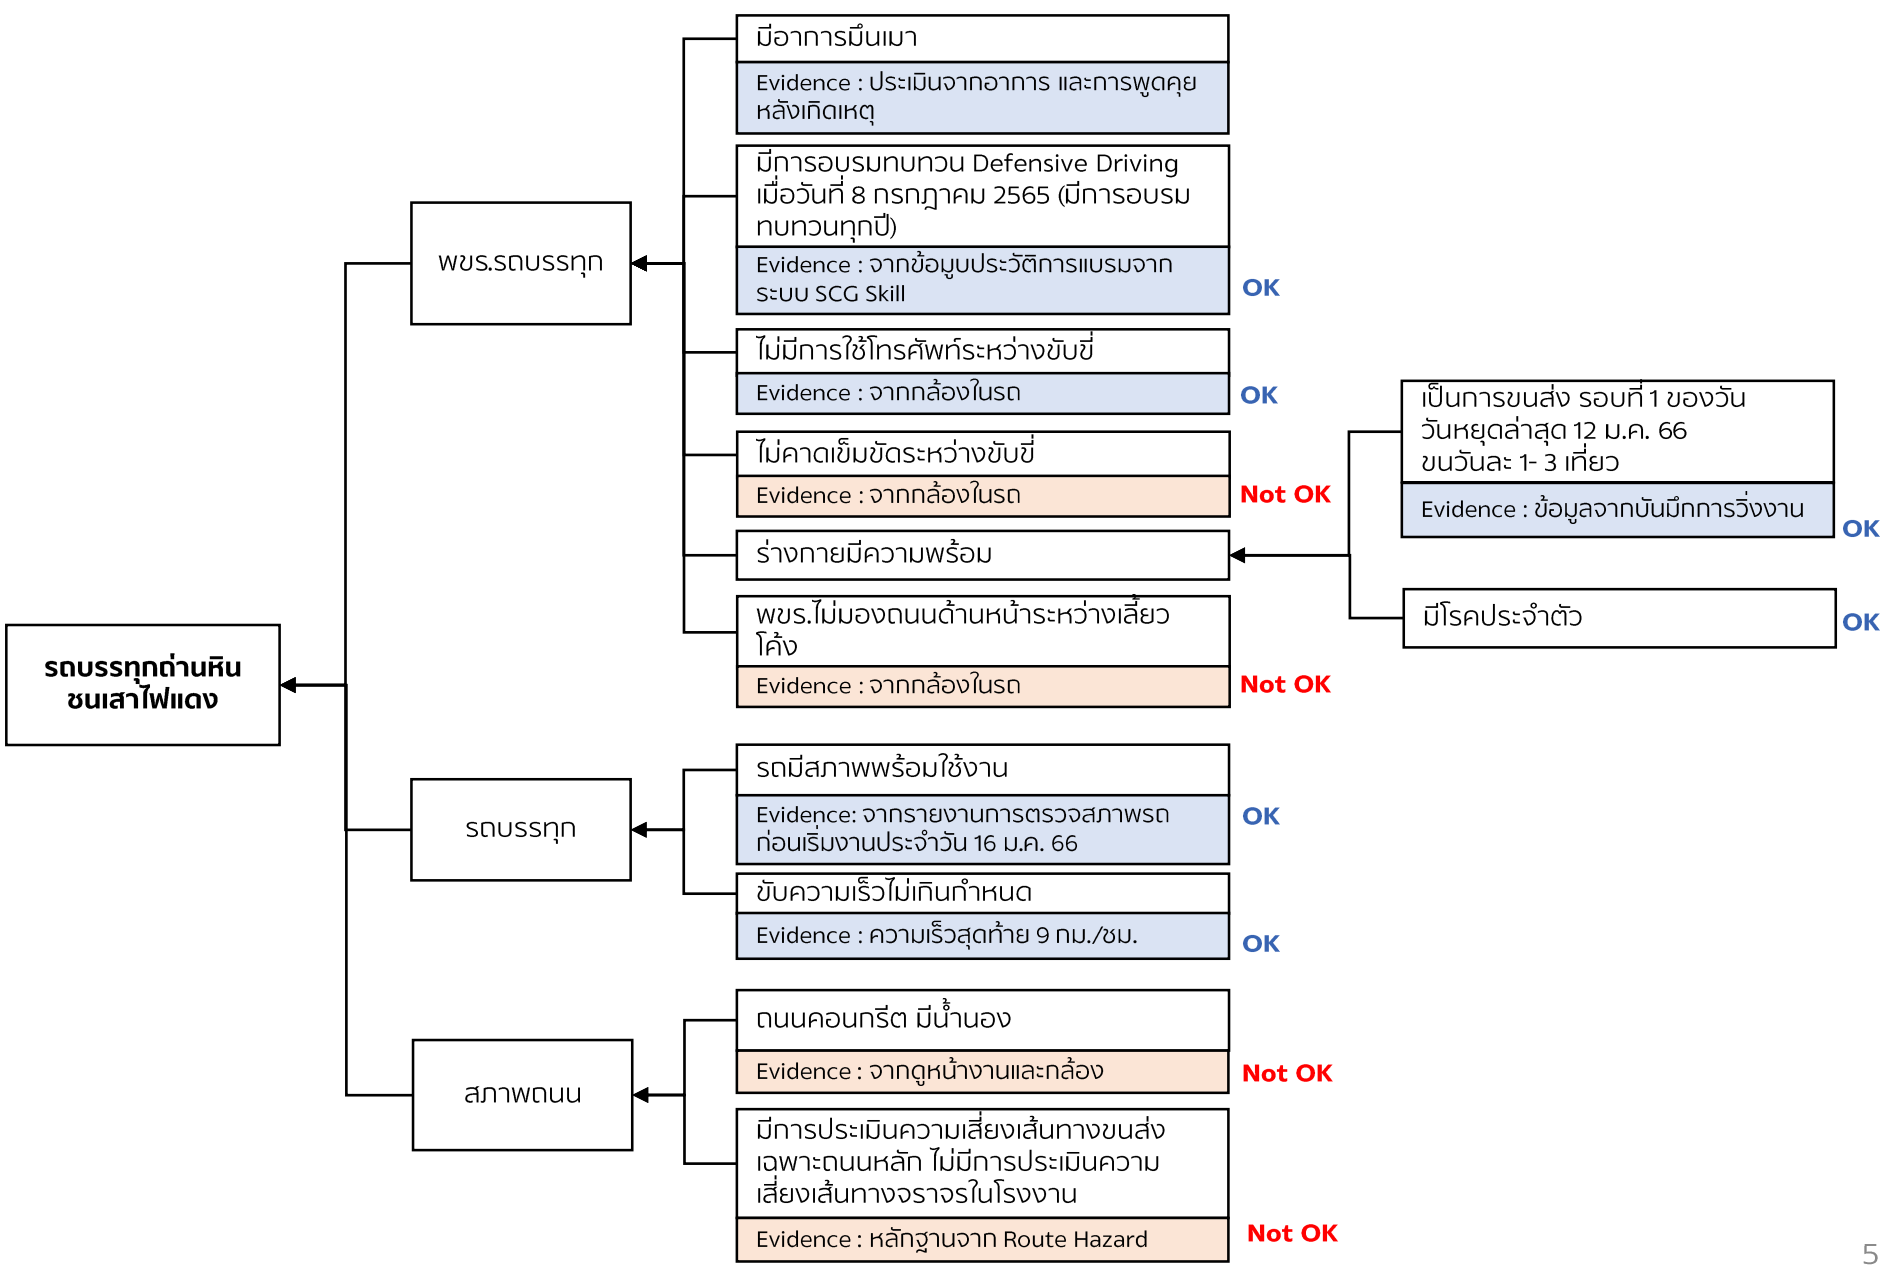 มีอาการมึนเมา
Evidence : ประเมินจากอาการ และการพูดคุย
หลังเกิดเหตุ
มีการอบรมทบทวน Defensive Driving
เมื่อวันที่ 8 กรกฎาคม 2565 (มีการอบรม
ทบทวนทุกปี)
Evidence : จากข้อมูบประวัติการแบรมจาก
ระบบ SCG Skill
OK
พขร.รถบรรทุก
ไม่มีการใช้โทรศัพท์ระหว่างขับขี่
Evidence : จากกล้องในรถ
OK
ไม่คาดเข็มขัดระหว่างขับขี่
Evidence : จากกล้องในรถ
Not OK
ร่างกายมีความพร้อม
เป็นการขนส่ง รอบที่ 1 ของวัน
วันหยุดล่าสุด 12 ม.ค. 66
ขนวันละ 1- 3 เที่ยว
Evidence : ข้อมูลจากบันมึกการวิ่งงาน
OK
มีโรคประจำตัว
OK
พขร.ไม่มองถนนด้านหน้าระหว่างเลี้ยว
โค้ง
Evidence : จากกล้องในรถ
Not OK
รถบรรทุกถ่านหิน
ชนเสาไฟแดง
รถบรรทุก
รถมีสภาพพร้อมใช้งาน
Evidence: จากรายงานการตรวจสภาพรถ
ก่อนเริ่มงานประจำวัน 16 ม.ค. 66
OK
ขับความเร็วไม่เกินกำหนด
Evidence : ความเร็วสุดท้าย 9 กม./ชม.
OK
สภาพถนน
ถนนคอนกรีต มีน้ำนอง
Evidence : จากดูหน้างานและกล้อง
Not OK
มีการประเมินความเสี่ยงเส้นทางขนส่ง
เฉพาะถนนหลัก ไม่มีการประเมินความ
เสี่ยงเส้นทางจราจรในโรงงาน
Evidence : หลักฐานจาก Route Hazard
Not OK
5